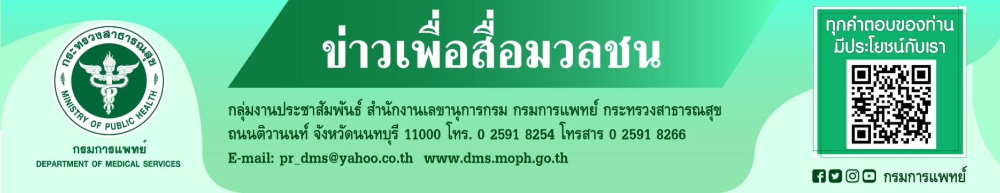 กระทรวงสาธารณสุข
MINISTRY OF PUBLIC HEALTH
กรมการแพทย์
DEPARTMENT OF MEDICAL SERVICES
ข่าวเพื่อสื่อมวลชน
กลุ่มงานประชาสัมพันธ์ สำนักงานเลขานุการกรม กรมการแพทย์ กระทรวงสาธารณสุข
ถนนติวานนท์ จังหวัดนนทบุรี 11000 โทร. 0 2591 8254 โทรสาร 0 2591 8266
E-mail: pr_dms@yahoo.co.th www.dms.moph.go.th
ทุกคำตอบของท่าน
มีประโยชน์กับเรา
กรมการแพทย์